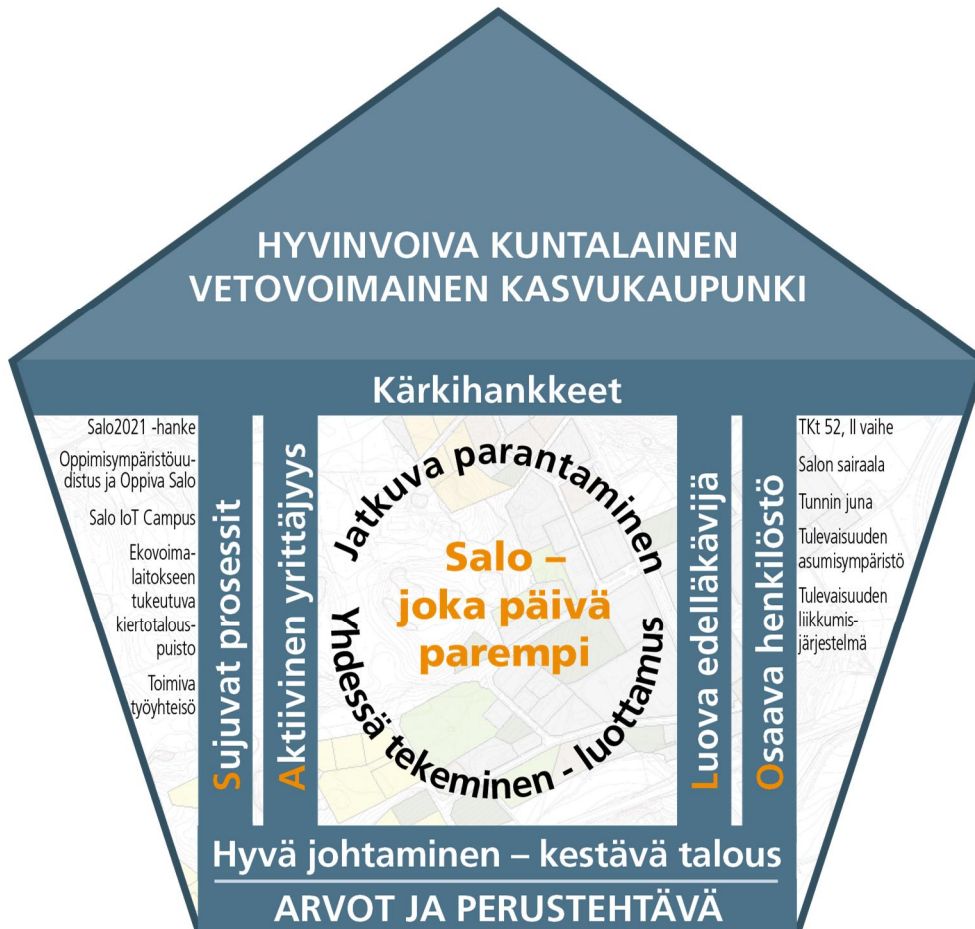 HYVINVOIVA KUNTALAINEN
VETOVOIMAINEN KASVUKAUPUNKI
Kärkihankkeet
Salo2021 -hanke
Oppimisympäristöuu-
distus ja Oppiva Salo
Salo IoT Campus
Ekovoima-
laitokseen
tukeutuva
kiertotalous-
puisto
Toimiva
työyhteisö
Sujuvat prosessit
Aktiivinen yrittäjyys
Jatkuva parantaminen
Salo –
joka päivä
parempi
Yhdessä tekeminen - luottamus
Luova edelläkävijä
Osaava henkilöstö
TKt 52, II vaihe
Salon sairaala
Tunnin juna
Tulevaisuuden
asumisympäristö
Tulevaisuuden
liikkumis-
järjestelmä
Hyvä johtaminen – kestävä talous
ARVOT JA PERUSTEHTÄVÄ